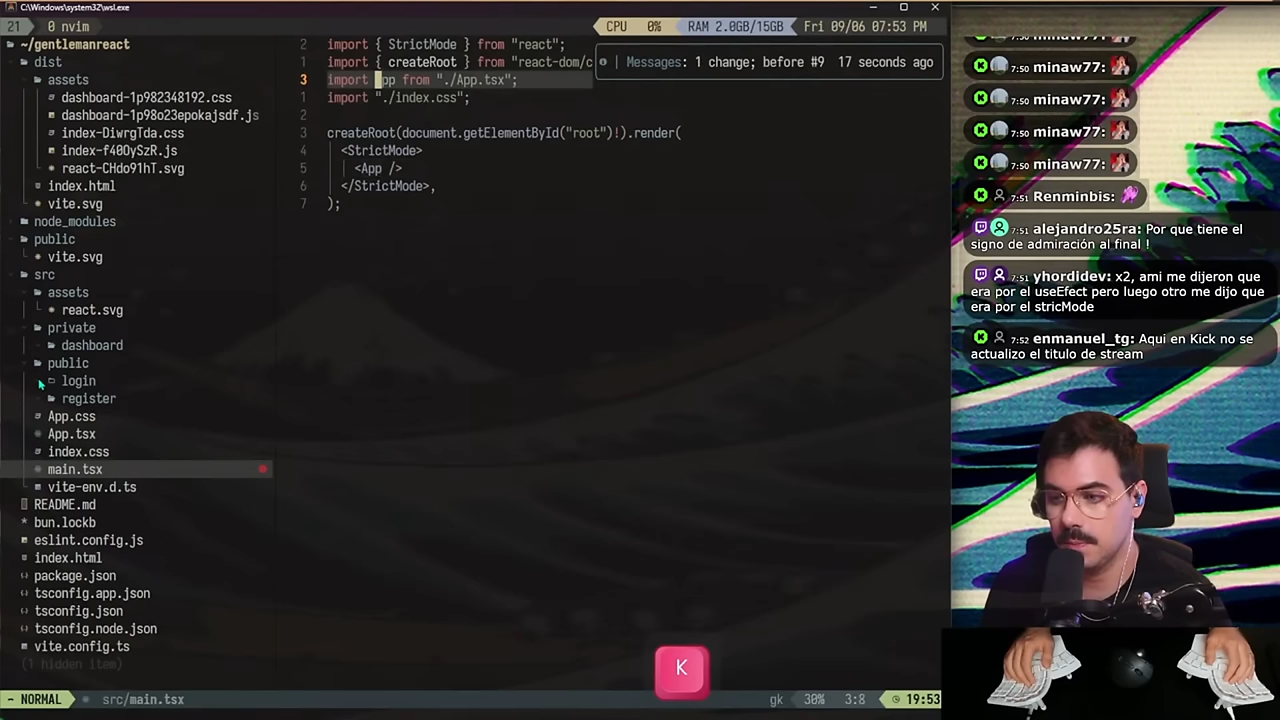 C:\Windows\system32\wsl.exe
21 0 nvim CPU 0% RAM 2.0GB/15GB Fri 09/06 07:53 PM
~/gentlemanreact
dist
assets
dashboard-1p982348192.css
dashboard-1p98o23epokajsdf.js
index-DiwrgTda.css
index-f40OySzR.js
react-CHdo91hT.svg
index.html
vite.svg
node_modules
public
vite.svg
src
assets
react.svg
private
dashboard
public
login
register
App.css
App.tsx
index.css
main.tsx
vite-env.d.ts
README.md
bun.lockb
eslint.config.js
index.html
package.json
tsconfig.app.json
tsconfig.json
tsconfig.node.json
vite.config.ts
(1 hidden item)
2 import { StrictMode } from "react";
1 import { createRoot } from "react-dom/c
3 import App from "./App.tsx";
1 import "./index.css";
2
3 createRoot(document.getElementById("root")!).render(
4 <StrictMode>
5 <App />
6 </StrictMode>,
7 );
Messages: 1 change; before #9 17 seconds ago
K
NORMAL src/main.tsx gk 30% 3:8 19:53
7:50 minaw77:
7:50 minaw77:
7:50 minaw77:
7:50 minaw77:
7:50 minaw77:
7:51 Renminbis:
7:51 alejandro25ra: Por que tiene el
signo de admiración al final !
7:51 yhordidev: x2, ami me dijeron que
era por el useEfect pero luego otro me dijo que
era por el stricMode
7:52 enmanuel_tg: Aqui en Kick no se
actualizo el titulo de stream